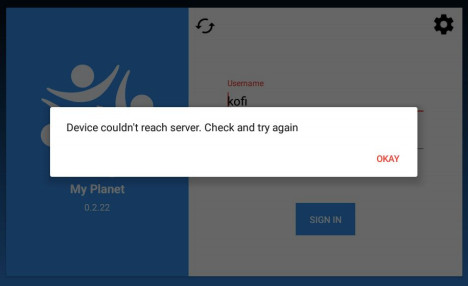 Username
kofi
Device couldn't reach server. Check and try again
OKAY
My Planet
0.2.22
SIGN IN